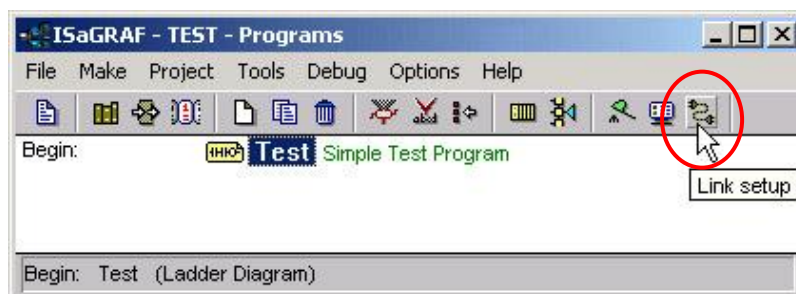 ISaGRAF - TEST - Programs
File Make Project Tools Debug Options Help
Begin: Test Simple Test Program
Link setup
Begin: Test (Ladder Diagram)